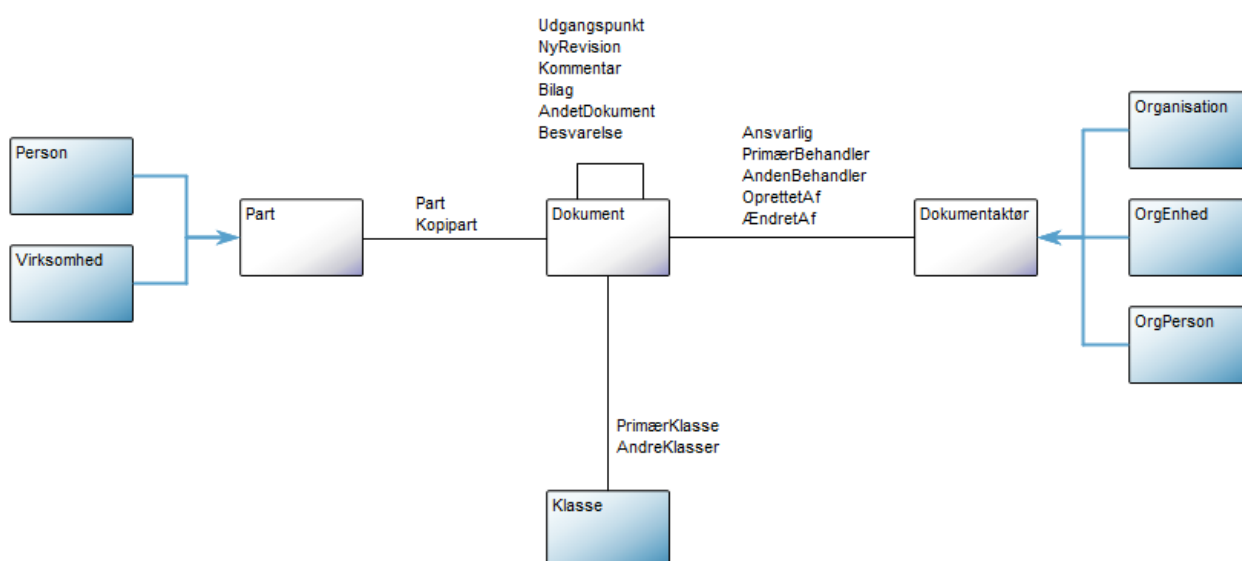 Udgangspunkt
NyRevision
Kommentar
Bilag
AndetDokument
Besvarelse
Person
Virksomhed
Part
Part
Kopipart
Dokument
Ansvarlig
PrimærBehandler
AndenBehandler
OprettetAf
ÆndretAf
Dokumentaktør
Organisation
OrgEnhed
OrgPerson
PrimærKlasse
AndreKlasser
Klasse